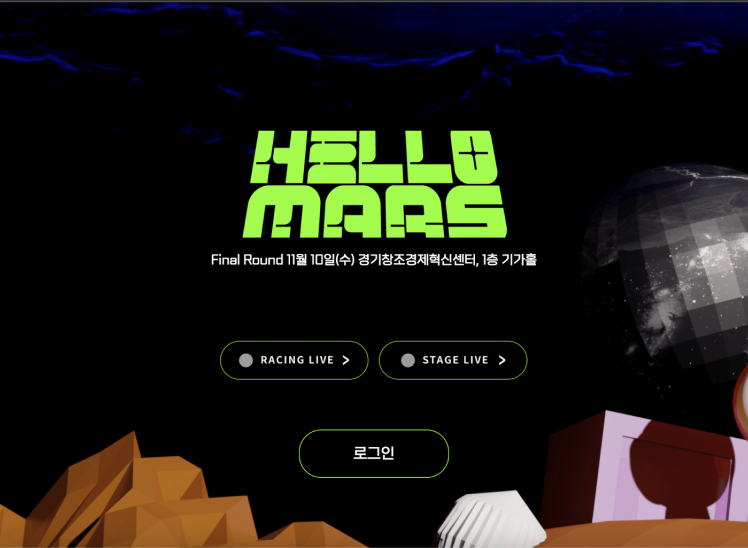 HELLO
MARS
Final Round 11월 10일(수) 경기창조경제혁신센터, 1층 기가홀
RACING LIVE >
STAGE LIVE >
로그인